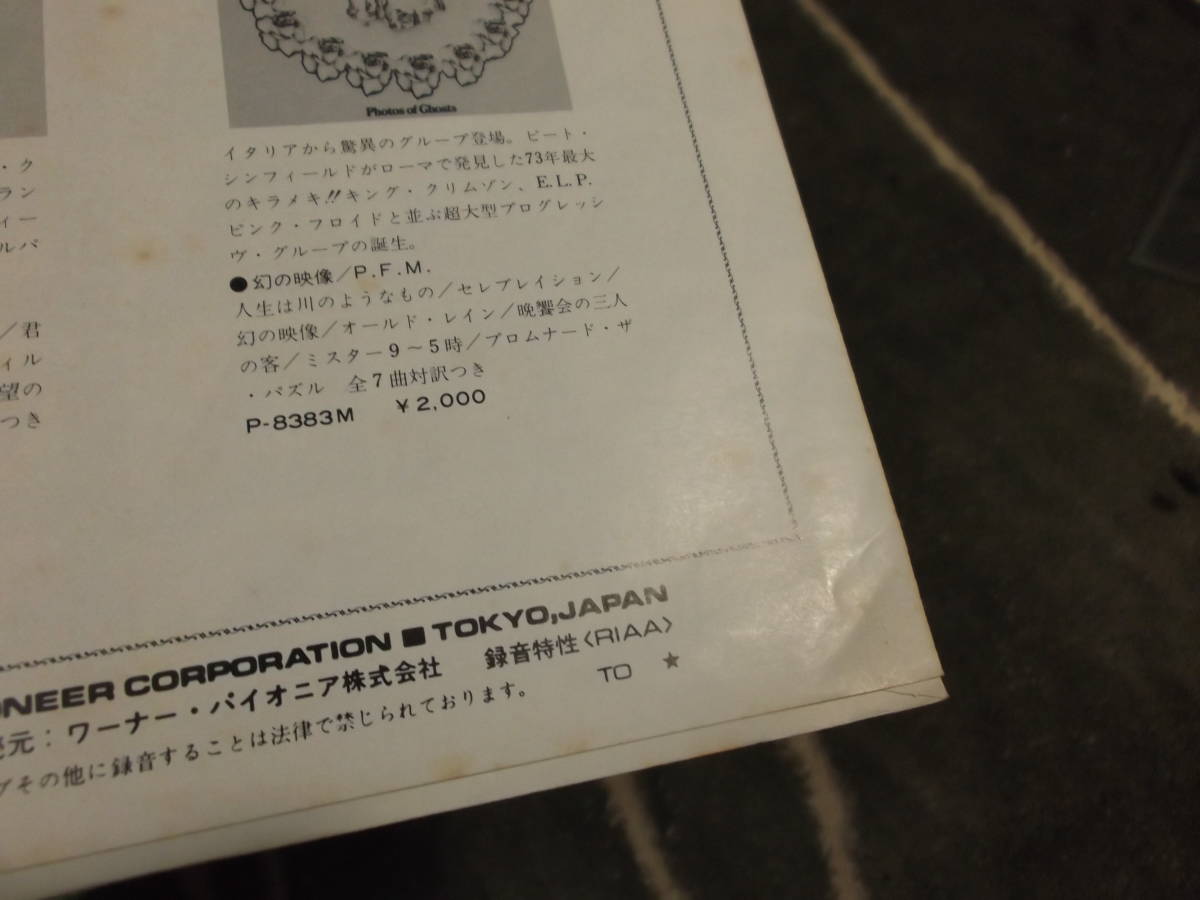 ・ク
ラン
ィー
ルバ
／君
ィル
望の
つき
Photos of Ghosts
イタリアから驚異のグループ登場。ピート・
シンフィールドがローマで発見した73年最大
のキラメキ!!キング・クリムゾン、E.L.P.
ピンク・フロイドと並ぶ超大型プログレッシ
ヴ・グループの誕生。
●幻の映像／P.F.M.
人生は川のようなもの／セレブレイション／
幻の映像／オールド・レイン／晩饗会の三人
の客／ミスター9〜5時／プロムナード・ザ
・パズル 全7曲対訳つき
P-8383M ¥2,000
ONEER CORPORATION ■ TOKYO,JAPAN
売元：ワーナー・パイオニア株式会社 録音特性〈RIAA〉
プその他に録音することは法律で禁じられております。 TO ★